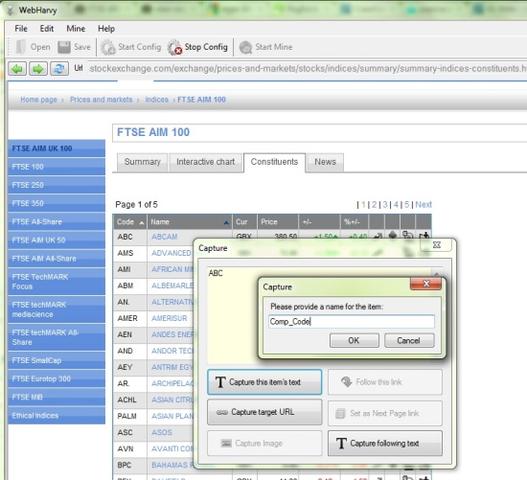 WebHarvy
File Edit Mine Help
Open Save Start Config Stop Config Start Mine
Url stockexchange.com/exchange/prices-and-markets/stocks/indices/summary/summary-indices-constituents.h
Home page › Prices and markets › Indices › FTSE AIM 100
FTSE AIM 100
FTSE AIM UK 100
FTSE 100
FTSE 250
FTSE 350
FTSE All-Share
FTSE AIM UK 50
FTSE AIM All-Share
FTSE TechMARK
Focus
FTSE techMARK
mediscience
FTSE techMARK All-
Share
FTSE SmallCap
FTSE Eurotop 300
FTSE MIB
Ethical Indices
Summary Interactive chart Constituents News
Page 1 of 5 | 1 | 2 | 3 | 4 | 5 | Next
Code Name Cur Price +/- %+/-
ABC ABCAM GBX 380.50 +1.50 +0.40
AMS ADVANCED
AMI AFRICAN MI
ABM ALBEMARLE
AN. ALTERNATIV
AMER AMERISUR
AEN ANDES ENER
AND ANDOR TEC
AEY ANTRIM EGY
AR. ARCHIPELAG
ACHL ASIAN CITRU
PALM ASIAN PLAN
ASC ASOS
AVN AVANTI COM
BPC BAHAMAS P
Capture
ABC
Capture
Please provide a name for the item:
Comp_Code
OK Cancel
Capture this item's text Follow this link
Capture target URL Set as Next Page link
Capture Image Capture following text